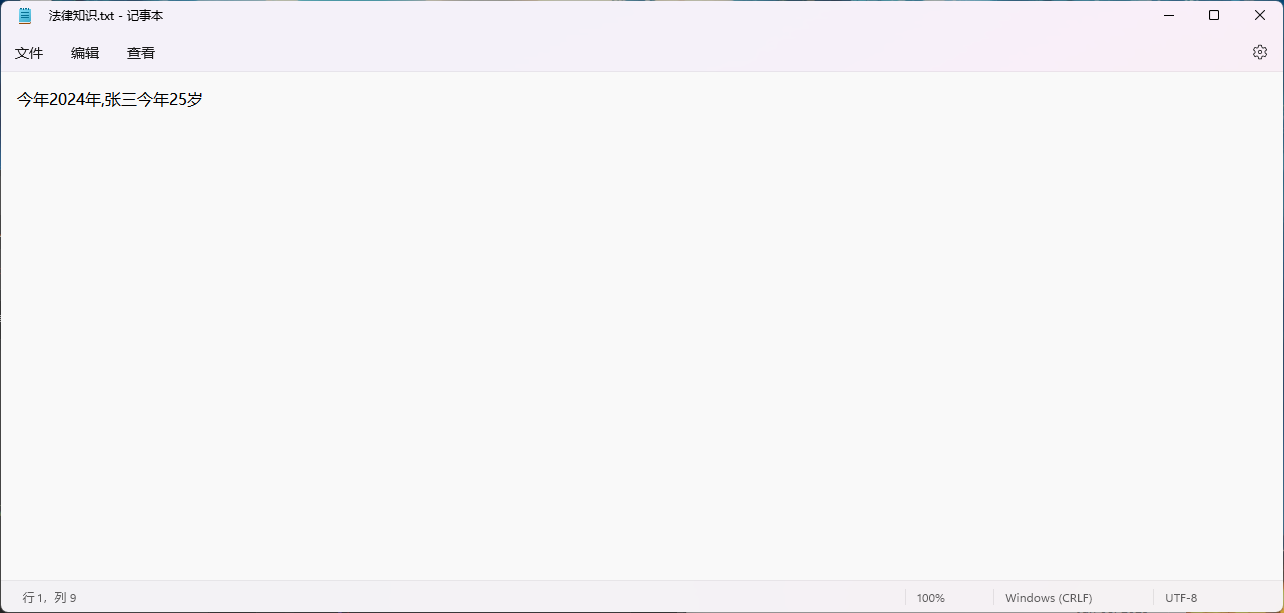 法律知识.txt - 记事本
文件 编辑 查看
今年2024年,张三今年25岁
行 1，列 9 100% Windows (CRLF) UTF-8